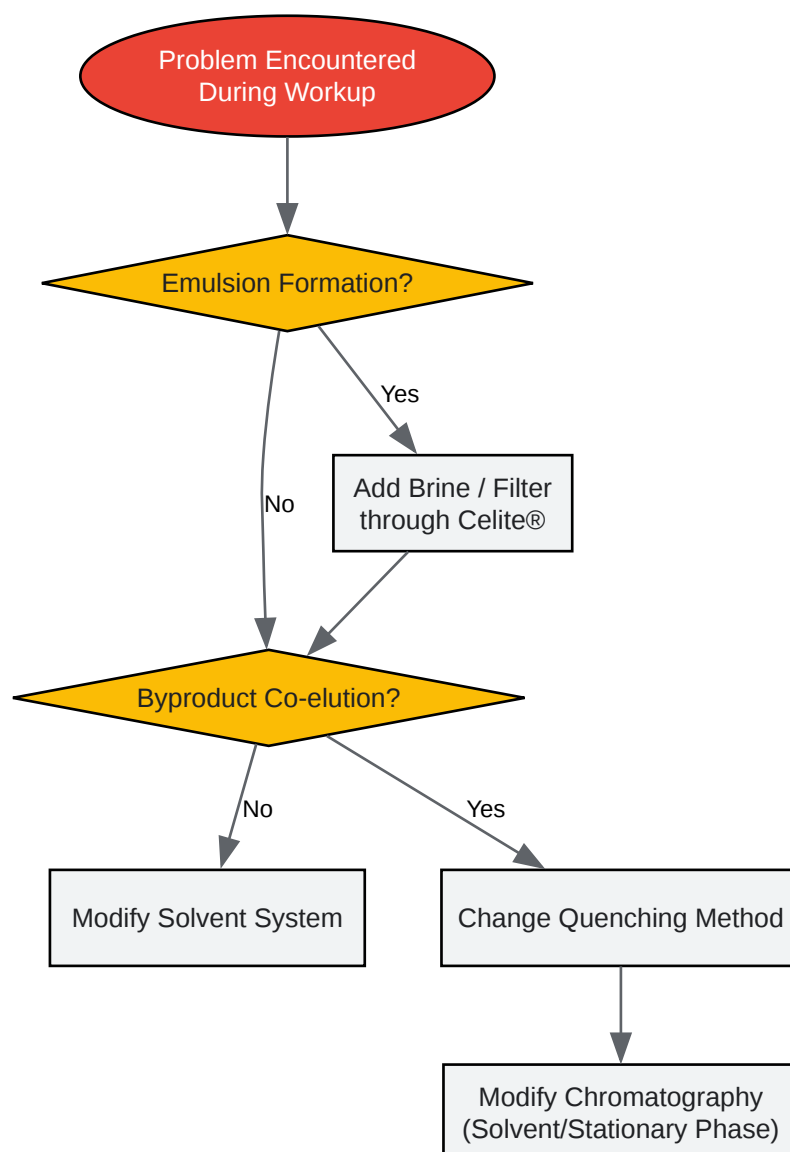 Problem Encountered
During Workup
Emulsion Formation?
Yes
Add Brine / Filter
through Celite®
No
Byproduct Co-elution?
No
Yes
Modify Solvent System
Change Quenching Method
Modify Chromatography
(Solvent/Stationary Phase)